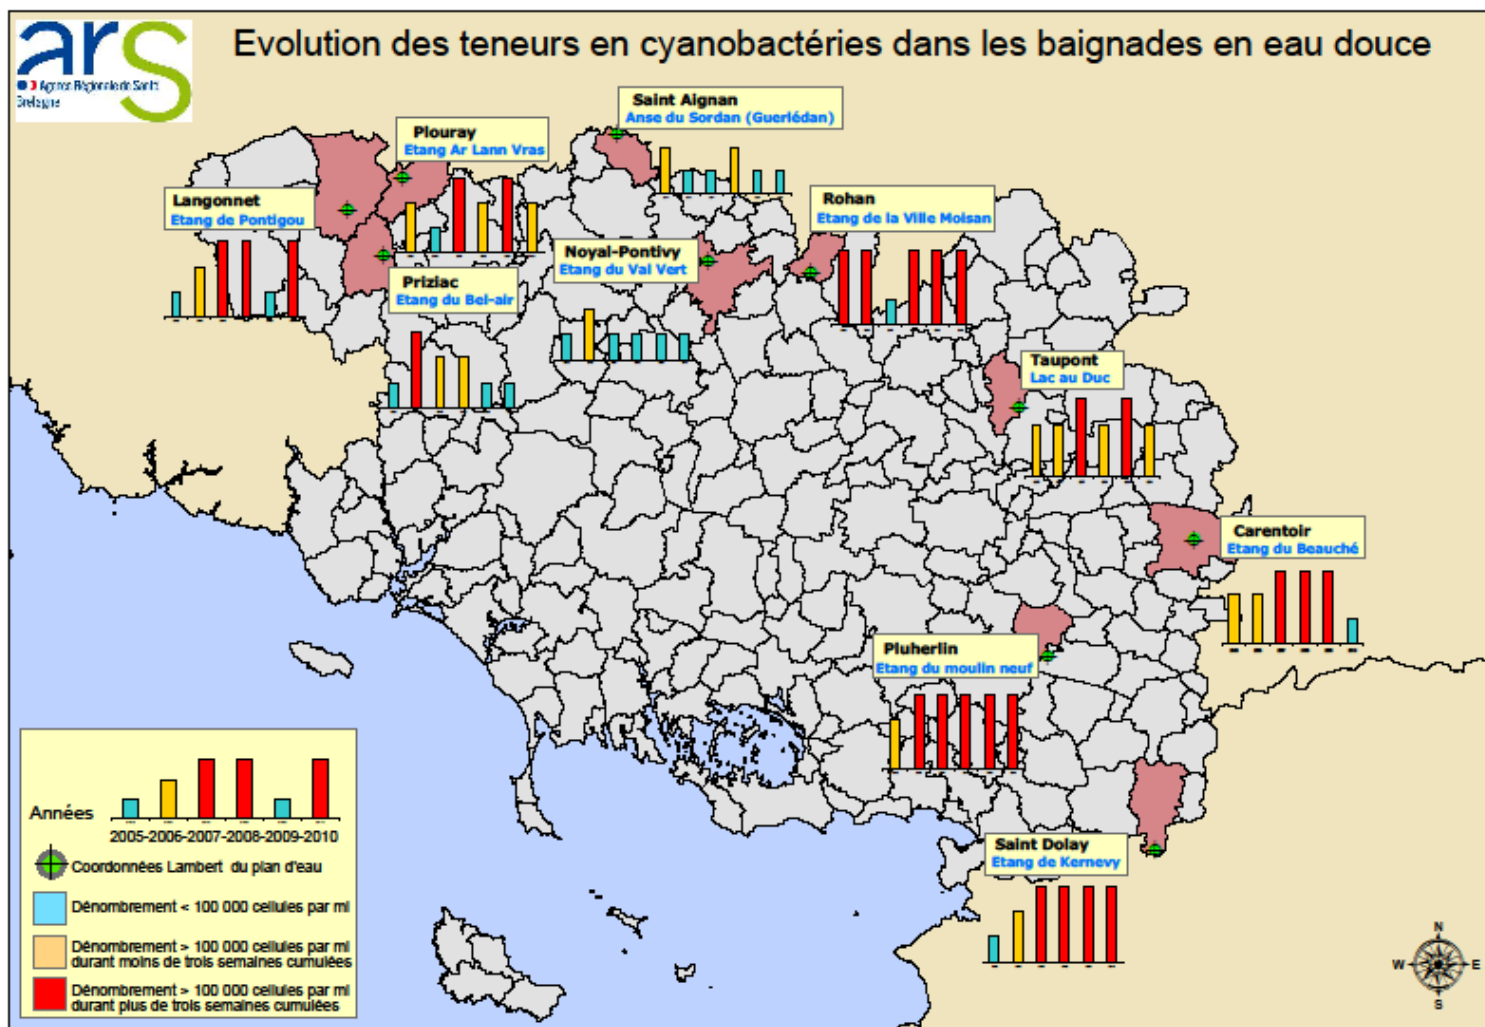 ars
Agence Régionale de Santé
Bretagne
Evolution des teneurs en cyanobactéries dans les baignades en eau douce
Saint Aignan
Anse du Sordan (Guerlédan)
Plouray
Etang Ar Lann Vras
Langonnet
Etang de Pontigou
Rohan
Etang de la Ville Moisan
Noyal-Pontivy
Etang du Val Vert
Priziac
Etang du Bel-air
Taupont
Lac au Duc
Carentoir
Etang du Beauché
Pluherlin
Etang du moulin neuf
Saint Dolay
Etang de Kernevy
Années
2005-2006-2007-2008-2009-2010
Coordonnées Lambert du plan d'eau
Dénombrement < 100 000 cellules par ml
Dénombrement > 100 000 cellules par ml
durant moins de trois semaines cumulées
Dénombrement > 100 000 cellules par ml
durant plus de trois semaines cumulées
N
W
E
S